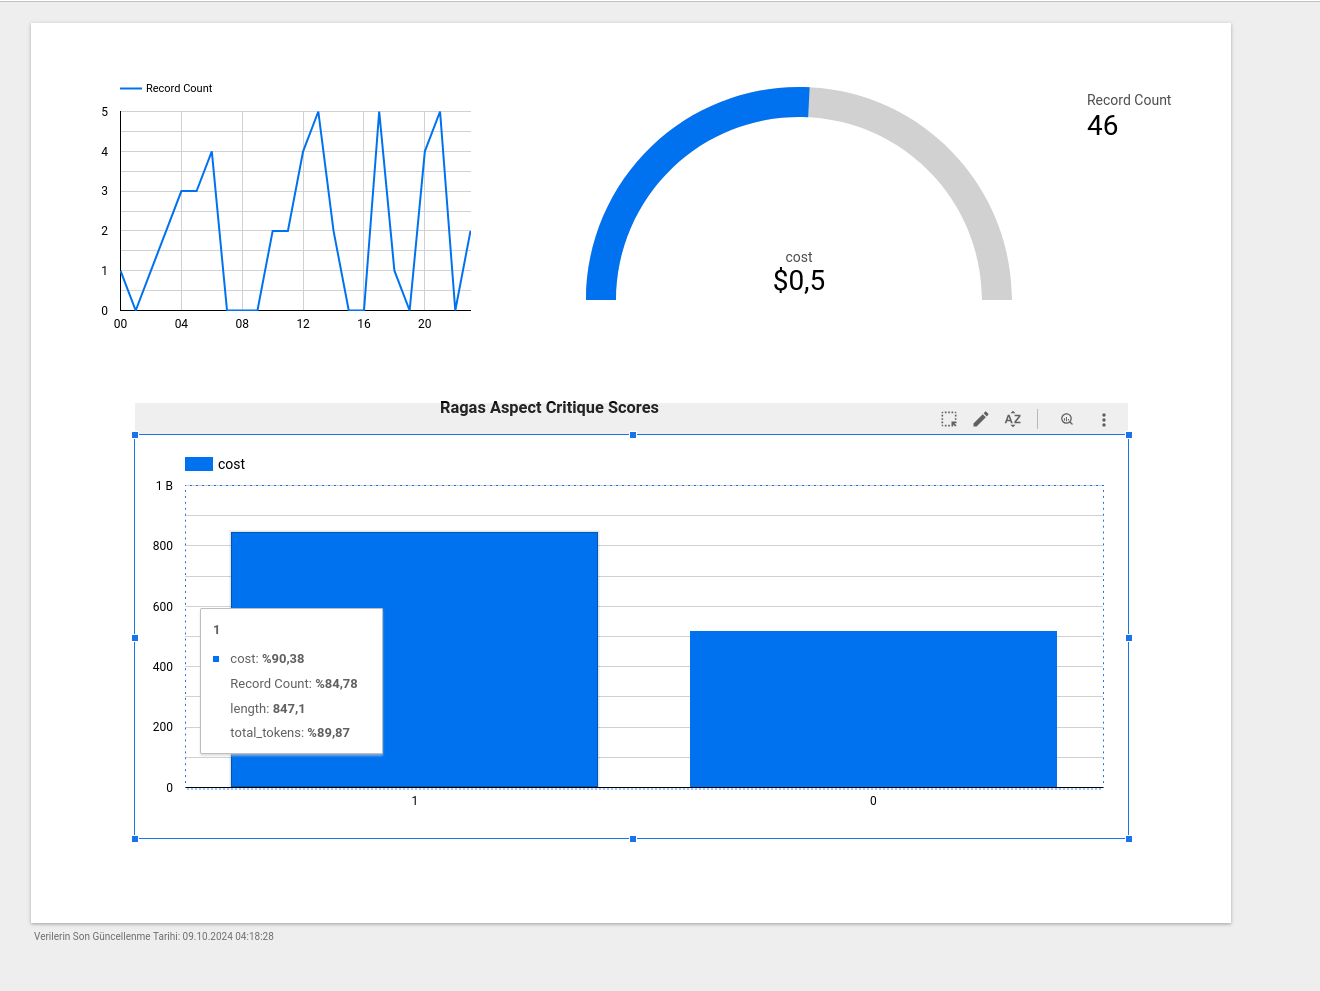 Record Count
5
4
3
2
1
0
00 04 08 12 16 20
cost
$0,5
Record Count
46
Ragas Aspect Critique Scores
AZ
cost
1 B
800
600
400
200
0
1
cost: %90,38
Record Count: %84,78
length: 847,1
total_tokens: %89,87
1 0
Verilerin Son Güncellenme Tarihi: 09.10.2024 04:18:28